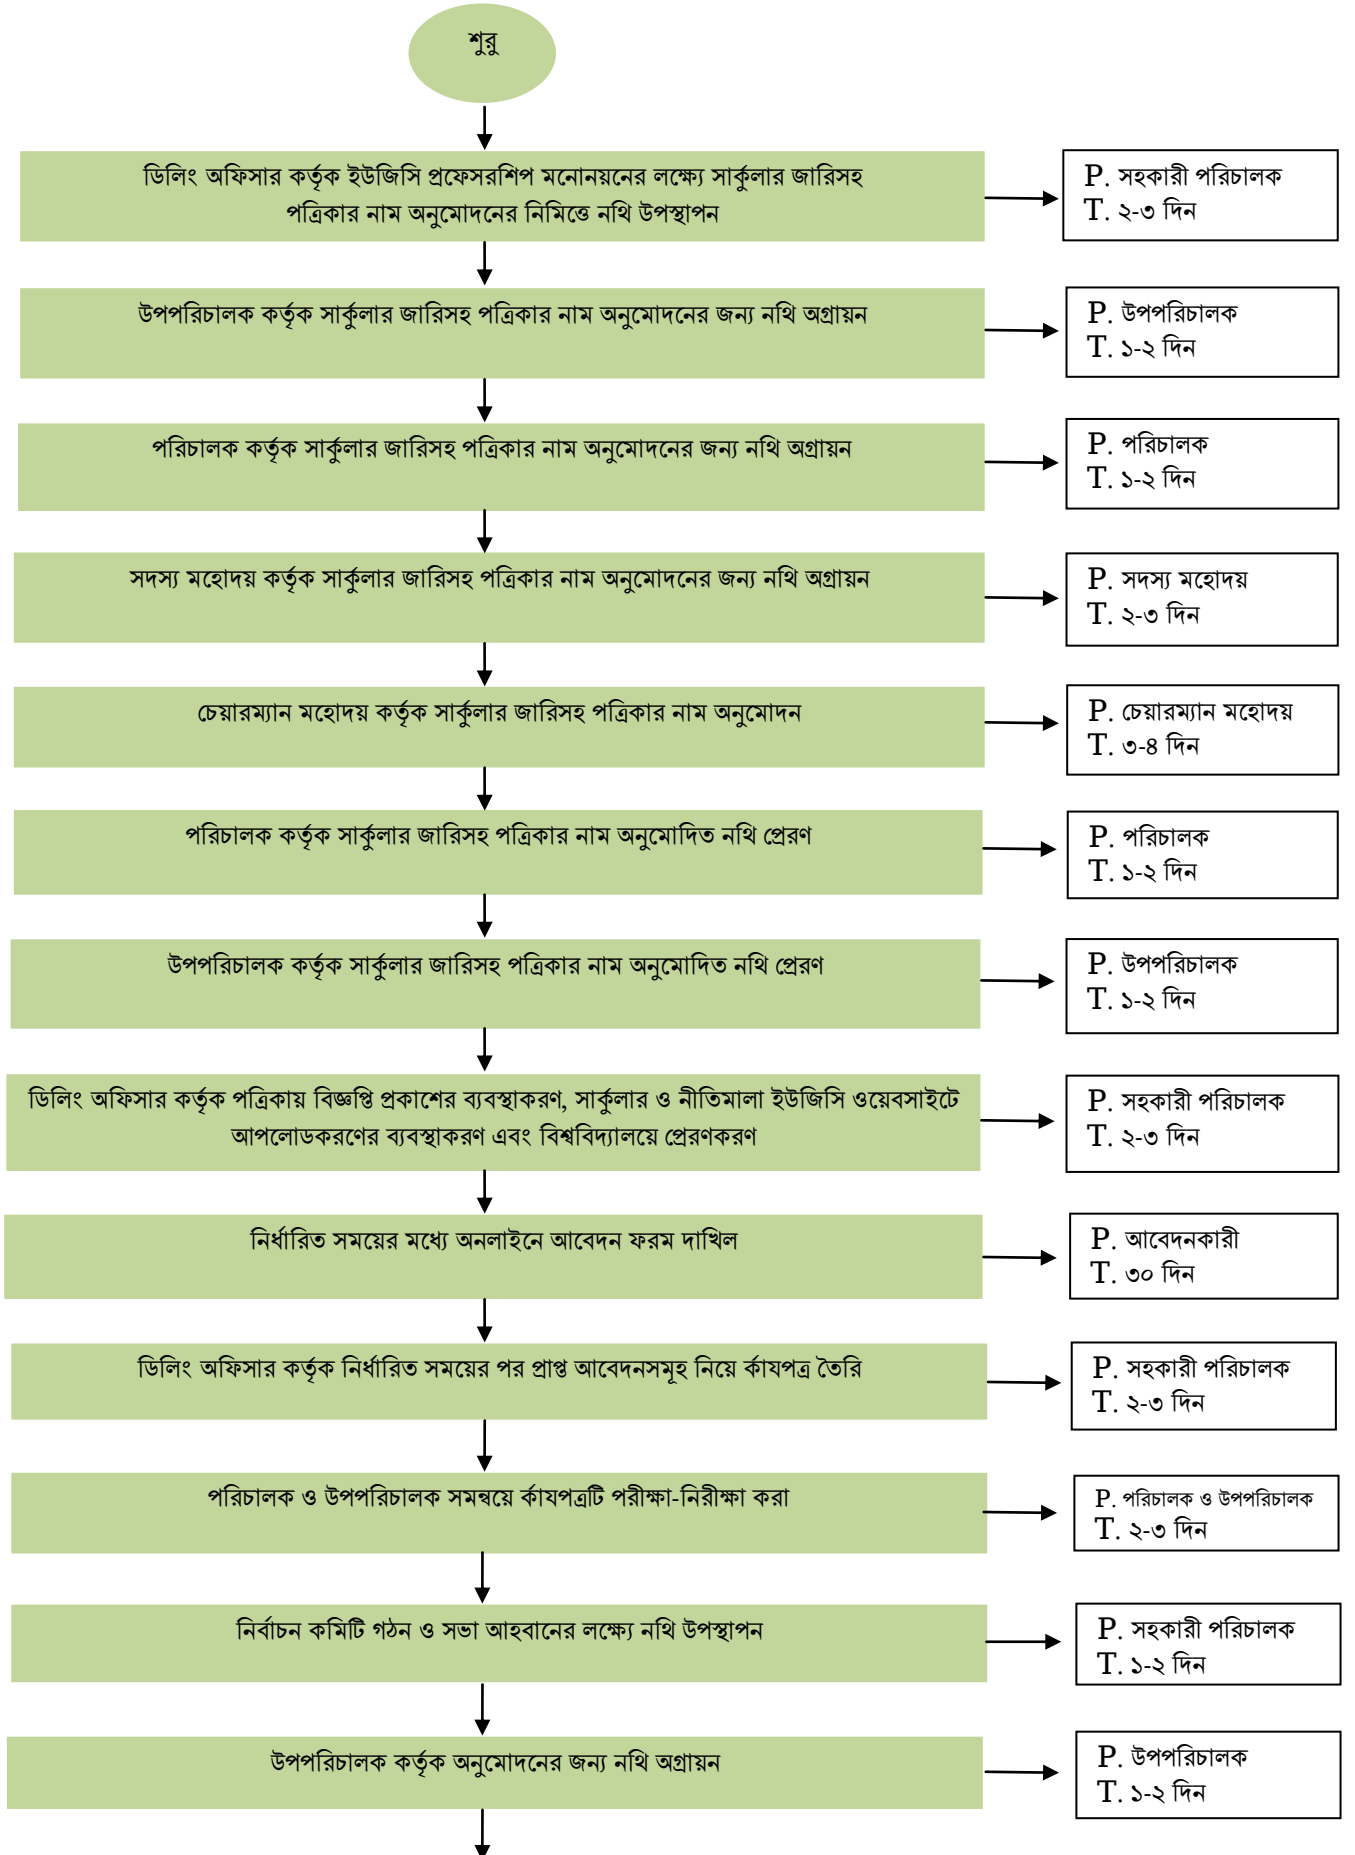 শুরু
ডিলিং অফিসার কর্তৃক ইউজিসি প্রফেসরশিপ মনোনয়নের লক্ষ্যে সার্কুলার জারিসহ
পত্রিকার নাম অনুমোদনের নিমিত্তে নথি উপস্থাপন
P. সহকারী পরিচালক
T. ২-৩ দিন
উপপরিচালক কর্তৃক সার্কুলার জারিসহ পত্রিকার নাম অনুমোদনের জন্য নথি অগ্রায়ন
P. উপপরিচালক
T. ১-২ দিন
পরিচালক কর্তৃক সার্কুলার জারিসহ পত্রিকার নাম অনুমোদনের জন্য নথি অগ্রায়ন
P. পরিচালক
T. ১-২ দিন
সদস্য মহোদয় কর্তৃক সার্কুলার জারিসহ পত্রিকার নাম অনুমোদনের জন্য নথি অগ্রায়ন
P. সদস্য মহোদয়
T. ২-৩ দিন
চেয়ারম্যান মহোদয় কর্তৃক সার্কুলার জারিসহ পত্রিকার নাম অনুমোদন
P. চেয়ারম্যান মহোদয়
T. ৩-৪ দিন
পরিচালক কর্তৃক সার্কুলার জারিসহ পত্রিকার নাম অনুমোদিত নথি প্রেরণ
P. পরিচালক
T. ১-২ দিন
উপপরিচালক কর্তৃক সার্কুলার জারিসহ পত্রিকার নাম অনুমোদিত নথি প্রেরণ
P. উপপরিচালক
T. ১-২ দিন
ডিলিং অফিসার কর্তৃক পত্রিকায় বিজ্ঞপ্তি প্রকাশের ব্যবস্থাকরণ, সার্কুলার ও নীতিমালা ইউজিসি ওয়েবসাইটে
আপলোডকরণের ব্যবস্থাকরণ এবং বিশ্ববিদ্যালয়ে প্রেরণকরণ
P. সহকারী পরিচালক
T. ২-৩ দিন
নির্ধারিত সময়ের মধ্যে অনলাইনে আবেদন ফরম দাখিল
P. আবেদনকারী
T. ৩০ দিন
ডিলিং অফিসার কর্তৃক নির্ধারিত সময়ের পর প্রাপ্ত আবেদনসমূহ নিয়ে র্কাযপত্র তৈরি
P. সহকারী পরিচালক
T. ২-৩ দিন
পরিচালক ও উপপরিচালক সমন্বয়ে র্কাযপত্রটি পরীক্ষা-নিরীক্ষা করা
P. পরিচালক ও উপপরিচালক
T. ২-৩ দিন
নির্বাচন কমিটি গঠন ও সভা আহবানের লক্ষ্যে নথি উপস্থাপন
P. সহকারী পরিচালক
T. ১-২ দিন
উপপরিচালক কর্তৃক অনুমোদনের জন্য নথি অগ্রায়ন
P. উপপরিচালক
T. ১-২ দিন